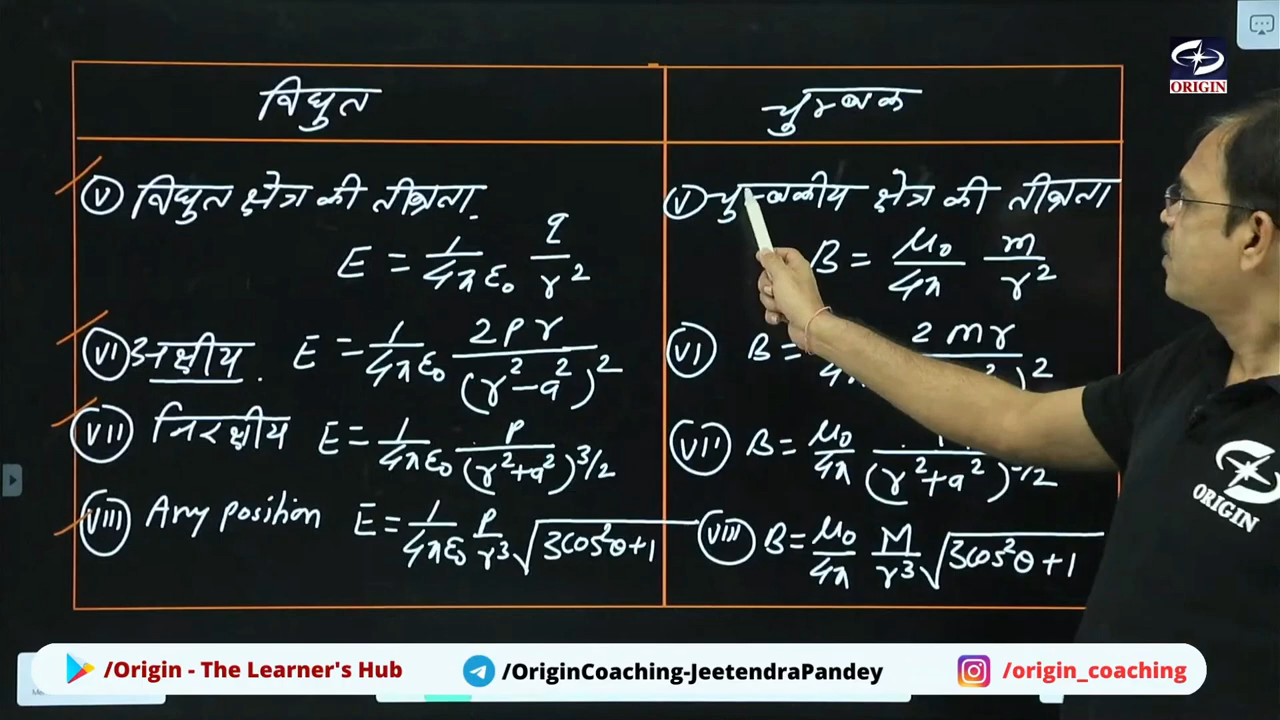 ORIGIN
विद्युत
चुम्बक
(v) विद्युत क्षेत्र की तीव्रता.
E = 1/4πε₀ q/r²
(vi) अक्षीय. E = 1/4πε₀ 2Pr/(r²-a²)²
(vii) निरक्षीय E = 1/4πε₀ P/(r²+a²)^3/2
(viii) Any position E = 1/4πε₀ P/r³ √3cos²θ+1
(v) चुम्बकीय क्षेत्र की तीव्रता
B = μ₀/4π m/r²
(vi) B = 2mr
(vii) B = μ₀/4π (r²+a²)
(viii) B = μ₀/4π M/r³ √3cos²θ+1
ORIGIN
/Origin - The Learner's Hub
/OriginCoaching-JeetendraPandey
/origin_coaching